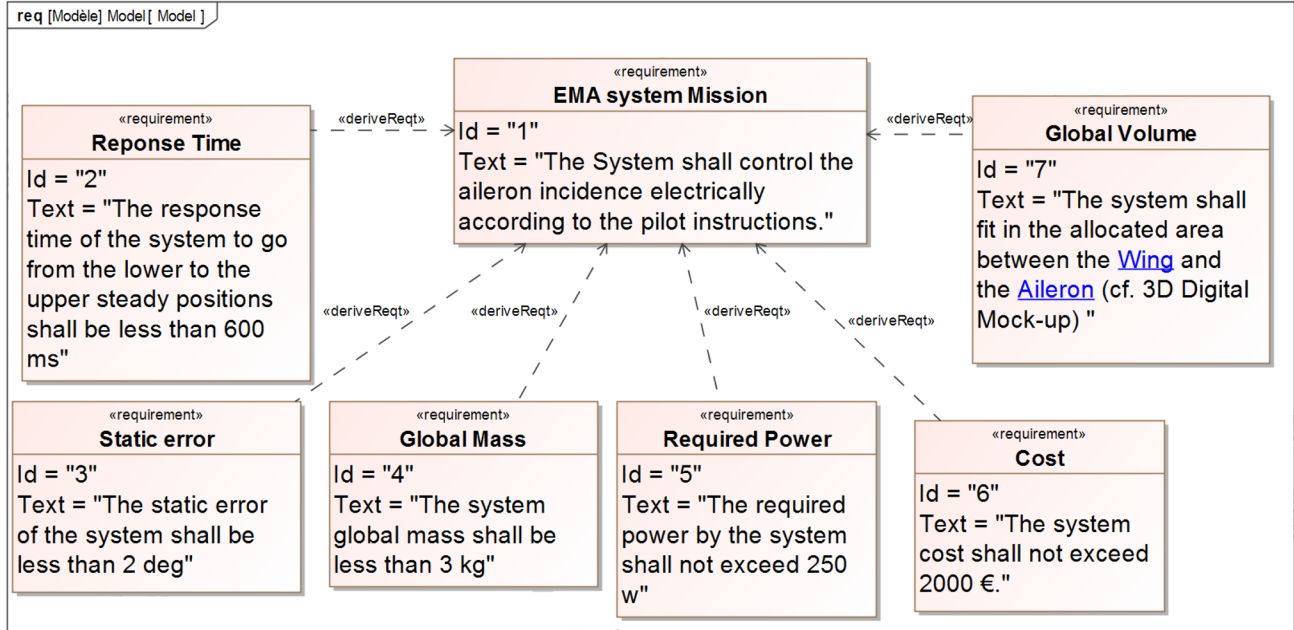 req [Modèle] Model [ Model ]
«requirement»
EMA system Mission
Id = "1"
Text = "The System shall control the
aileron incidence electrically
according to the pilot instructions."
«requirement»
Reponse Time
Id = "2"
Text = "The response
time of the system to go
from the lower to the
upper steady positions
shall be less than 600
ms"
«deriveReqt»
«deriveReqt»
«requirement»
Global Volume
Id = "7"
Text = "The system shall
fit in the allocated area
between the Wing and
the Aileron (cf. 3D Digital
Mock-up) "
«deriveReqt»
«deriveReqt»
«deriveReqt»
«deriveReqt»
«requirement»
Static error
Id = "3"
Text = "The static error
of the system shall be
less than 2 deg"
«requirement»
Global Mass
Id = "4"
Text = "The system
global mass shall be
less than 3 kg"
«requirement»
Required Power
Id = "5"
Text = "The required
power by the system
shall not exceed 250
w"
«requirement»
Cost
Id = "6"
Text = "The system
cost shall not exceed
2000 €."